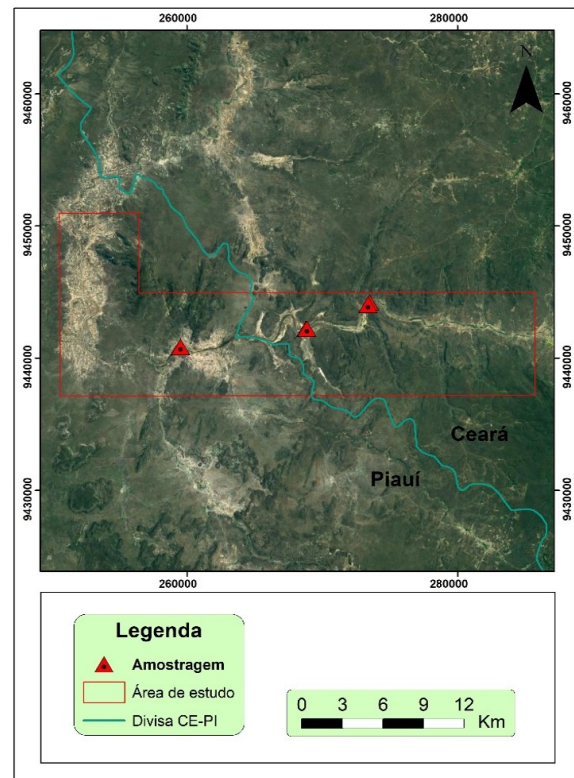 260000 280000
N
9460000 9460000
9450000 9450000
9440000 9440000
Ceará
Piauí
9430000 9430000
260000 280000
Legenda
Amostragem
Área de estudo
Divisa CE-PI
0 3 6 9 12
Km